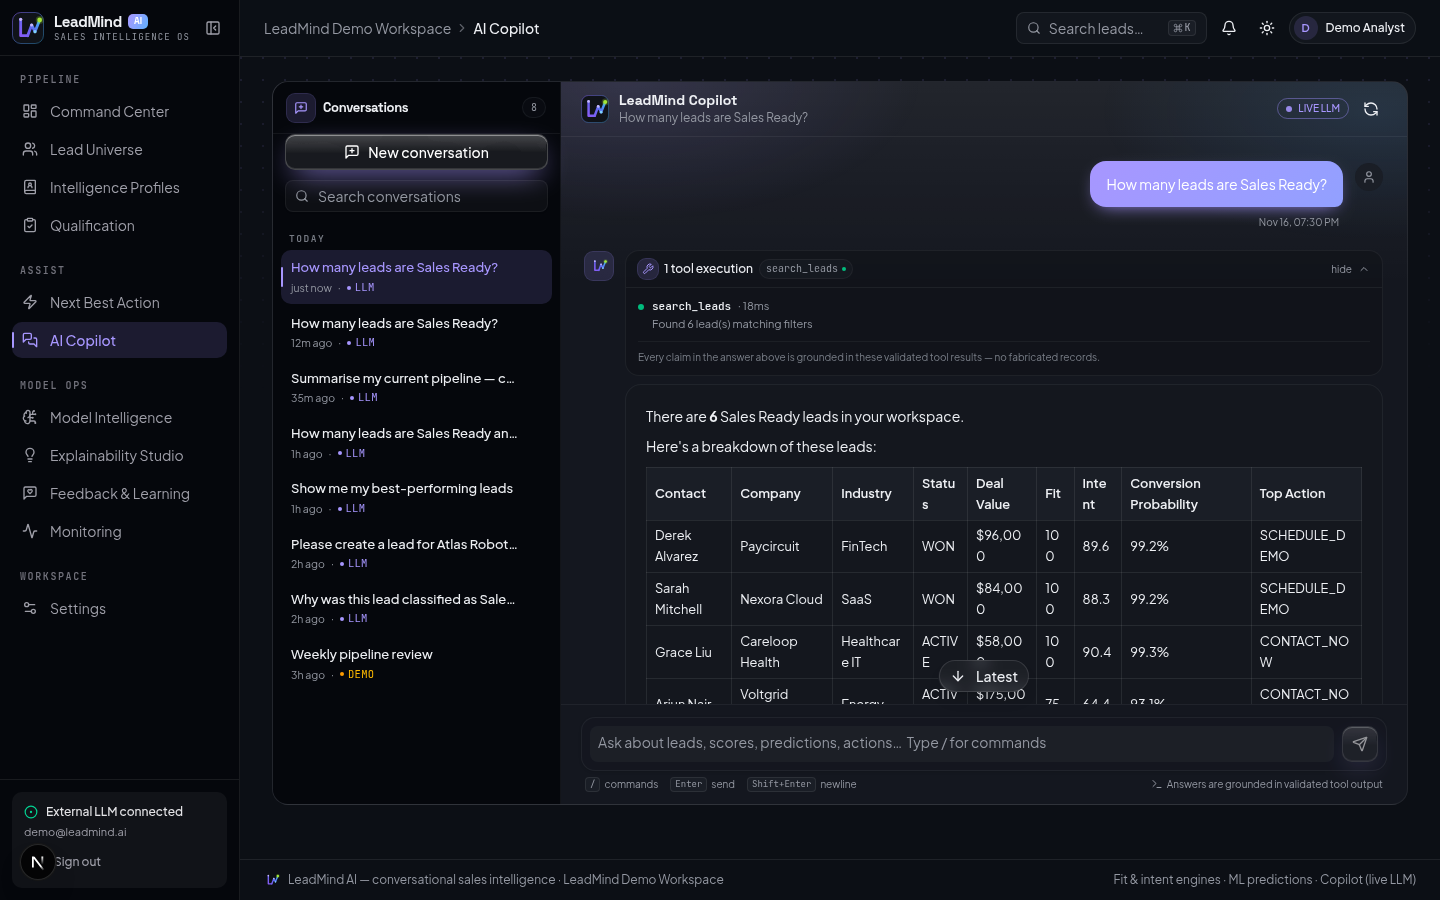 LeadMind AI
SALES INTELLIGENCE OS
LeadMind Demo Workspace > AI Copilot
Search leads...
⌘K
D
Demo Analyst
PIPELINE
Command Center
Lead Universe
Intelligence Profiles
Qualification
ASSIST
Next Best Action
AI Copilot
MODEL OPS
Model Intelligence
Explainability Studio
Feedback & Learning
Monitoring
WORKSPACE
Settings
External LLM connected
demo@leadmind.ai
N
Sign out
Conversations
8
New conversation
Search conversations
TODAY
How many leads are Sales Ready?
just now · • LLM
How many leads are Sales Ready?
12m ago · • LLM
Summarise my current pipeline — c...
35m ago · • LLM
How many leads are Sales Ready an...
1h ago · • LLM
Show me my best-performing leads
1h ago · • LLM
Please create a lead for Atlas Robot...
2h ago · • LLM
Why was this lead classified as Sale...
2h ago · • LLM
Weekly pipeline review
3h ago · • DEMO
LeadMind Copilot
How many leads are Sales Ready?
LIVE LLM
How many leads are Sales Ready?
Nov 16, 07:30 PM
1 tool execution
search_leads
hide
search_leads · 18ms
Found 6 lead(s) matching filters
Every claim in the answer above is grounded in these validated tool results — no fabricated records.
There are 6 Sales Ready leads in your workspace.
Here's a breakdown of these leads:
Contact
Company
Industry
Statu
s
Deal
Value
Fit
Inte
nt
Conversion
Probability
Top Action
Derek
Alvarez
Paycircuit
FinTech
WON
$96,00
0
10
0
89.6
99.2%
SCHEDULE_D
EMO
Sarah
Mitchell
Nexora Cloud
SaaS
WON
$84,00
0
10
0
88.3
99.2%
SCHEDULE_D
EMO
Grace Liu
Careloop
Health
Healthcar
e IT
ACTIV
E
$58,00
10
0
90.4
99.3%
CONTACT_NO
W
Arjun Nair
Voltgrid
Energy
ACTIV
$175,00
75
64.4
93.1%
CONTACT_NO
Latest
Ask about leads, scores, predictions, actions... Type / for commands
/ commands
Enter send
Shift+Enter newline
Answers are grounded in validated tool output
LeadMind AI — conversational sales intelligence · LeadMind Demo Workspace
Fit & intent engines · ML predictions · Copilot (live LLM)